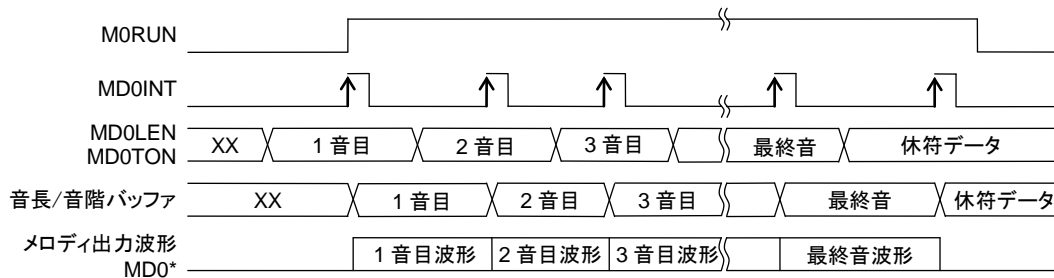 M0RUN
MD0INT
MD0LEN
MD0TON
XX 1音目 2音目 3音目 最終音 休符データ
音長/音階バッファ XX 1音目 2音目 3音目 最終音 休符データ
メロディ出力波形
MD0* 1音目波形 2音目波形 3音目波形 最終音波形